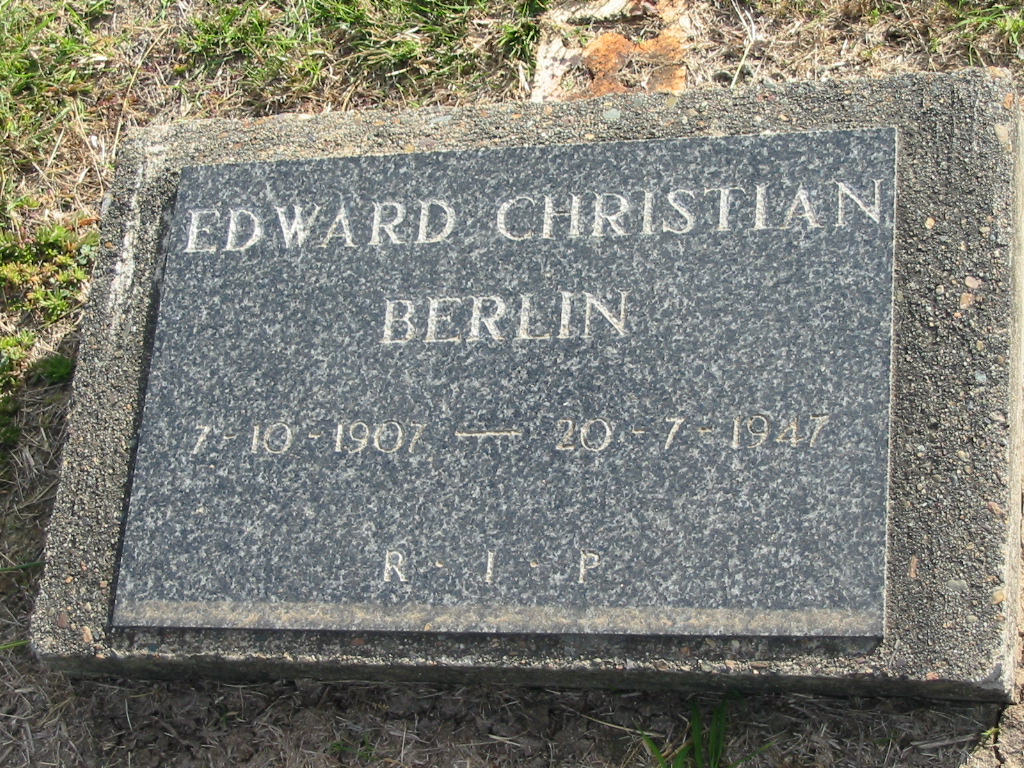 EDWARD CHRISTIAN
BERLIN
7-10-1907 — 20-7-1947
R · I · P